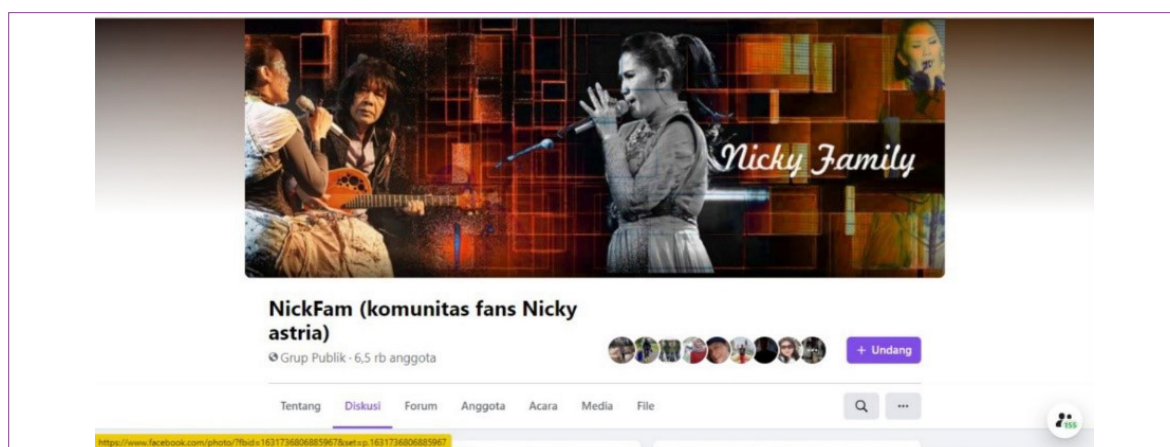 Nicky Family
NickFam (komunitas fans Nicky
astria)
Grup Publik · 6,5 rb anggota
+ Undang
Tentang Diskusi Forum Anggota Acara Media File
155
https://www.facebook.com/photo/?fbid=1631736806885967&set=p.1631736806885967